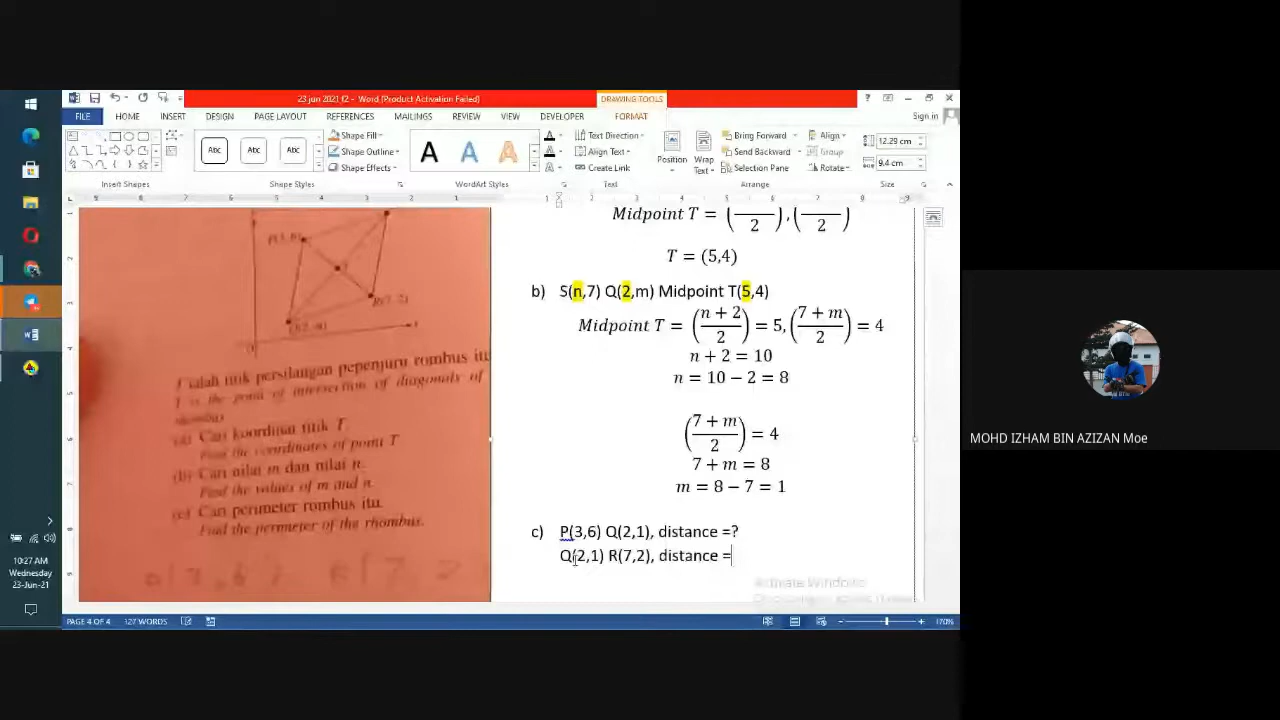 23 jun 2021 f2 - Word (Product Activation Failed)
DRAWING TOOLS
Sign in
FILE HOME INSERT DESIGN PAGE LAYOUT REFERENCES MAILINGS REVIEW VIEW DEVELOPER FORMAT
Abc Abc Abc
Shape Fill
Shape Outline
Shape Effects
A A A
Text Direction
Align Text
Create Link
Position
Wrap Text
Bring Forward
Send Backward
Selection Pane
Align
Group
Rotate
12.29 cm
9.4 cm
Insert Shapes Shape Styles WordArt Styles Text Arrange Size
T ialah titik persilangan pepenjuru rombus itu
T is the point of intersection of diagonals of
rhombus
(a) Cari koordinat titik T.
Find the coordinates of point T
(b) Cari nilai m dan nilai n.
Find the values of m and n.
(c) Cari perimeter rombus itu.
Find the perimeter of the rhombus.
Midpoint T = (—/2), (—/2)
T = (5,4)
b) S(n,7) Q(2,m) Midpoint T(5,4)
Midpoint T = ((n + 2)/2) = 5, ((7 + m)/2) = 4
n + 2 = 10
n = 10 − 2 = 8
((7 + m)/2) = 4
7 + m = 8
m = 8 − 7 = 1
c) P(3,6) Q(2,1), distance =?
Q(2,1) R(7,2), distance =
Activate Windows
PAGE 4 OF 4 127 WORDS
170%
10:27 AM
Wednesday
23-Jun-21
MOHD IZHAM BIN AZIZAN Moe